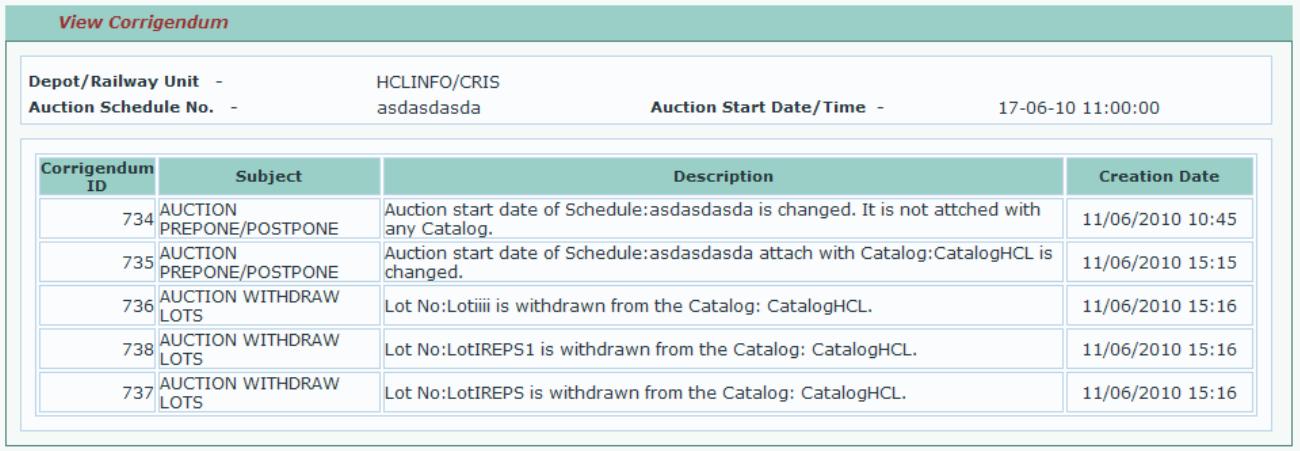 View Corrigendum
Depot/Railway Unit - HCLINFO/CRIS
Auction Schedule No. - asdasdasda Auction Start Date/Time - 17-06-10 11:00:00
Corrigendum ID Subject Description Creation Date
734 AUCTION PREPONE/POSTPONE Auction start date of Schedule:asdasdasda is changed. It is not attched with any Catalog. 11/06/2010 10:45
735 AUCTION PREPONE/POSTPONE Auction start date of Schedule:asdasdasda attach with Catalog:CatalogHCL is changed. 11/06/2010 15:15
736 AUCTION WITHDRAW LOTS Lot No:Lotiiii is withdrawn from the Catalog: CatalogHCL. 11/06/2010 15:16
738 AUCTION WITHDRAW LOTS Lot No:LotIREPS1 is withdrawn from the Catalog: CatalogHCL. 11/06/2010 15:16
737 AUCTION WITHDRAW LOTS Lot No:LotIREPS is withdrawn from the Catalog: CatalogHCL. 11/06/2010 15:16